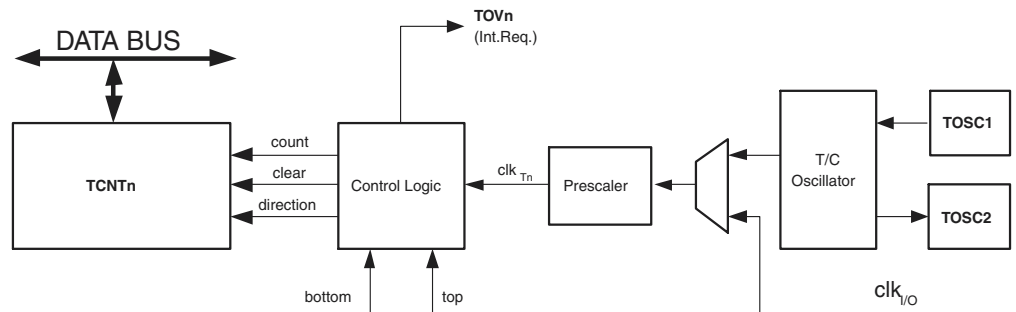 TOVn
(Int.Req.)
DATA BUS
TOSC1
count
TCNTn
clear
Control Logic
clk Tn
Prescaler
T/C
Oscillator
direction
TOSC2
bottom
top
clk I/O